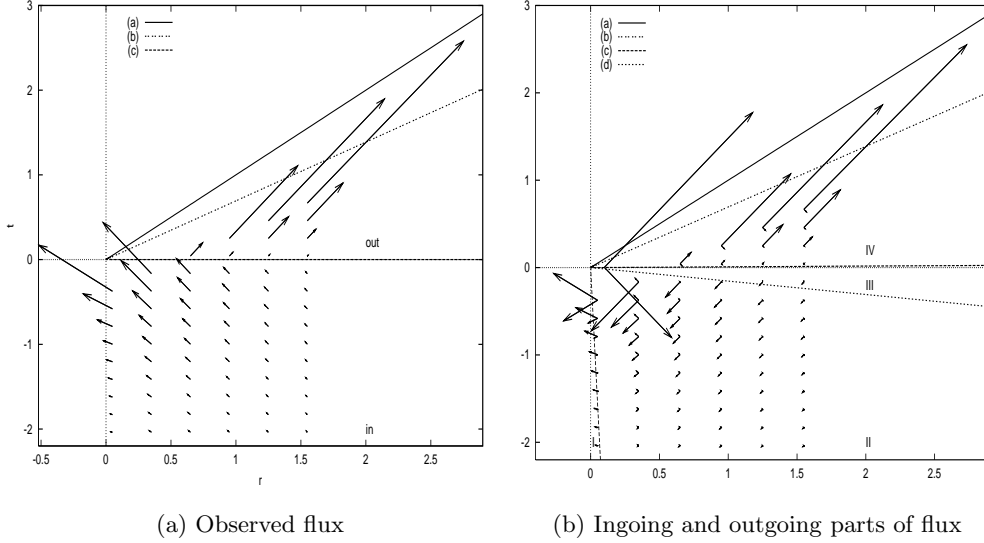 3
2
1
0
-1
-2
-0.5
0
0.5
1
1.5
2
2.5
t
r
(a)
(b)
(c)
out
in
(a) Observed flux
3
2
1
0
-1
-2
0
0.5
1
1.5
2
2.5
(a)
(b)
(c)
(d)
IV
III
II
I
(b) Ingoing and outgoing parts of flux